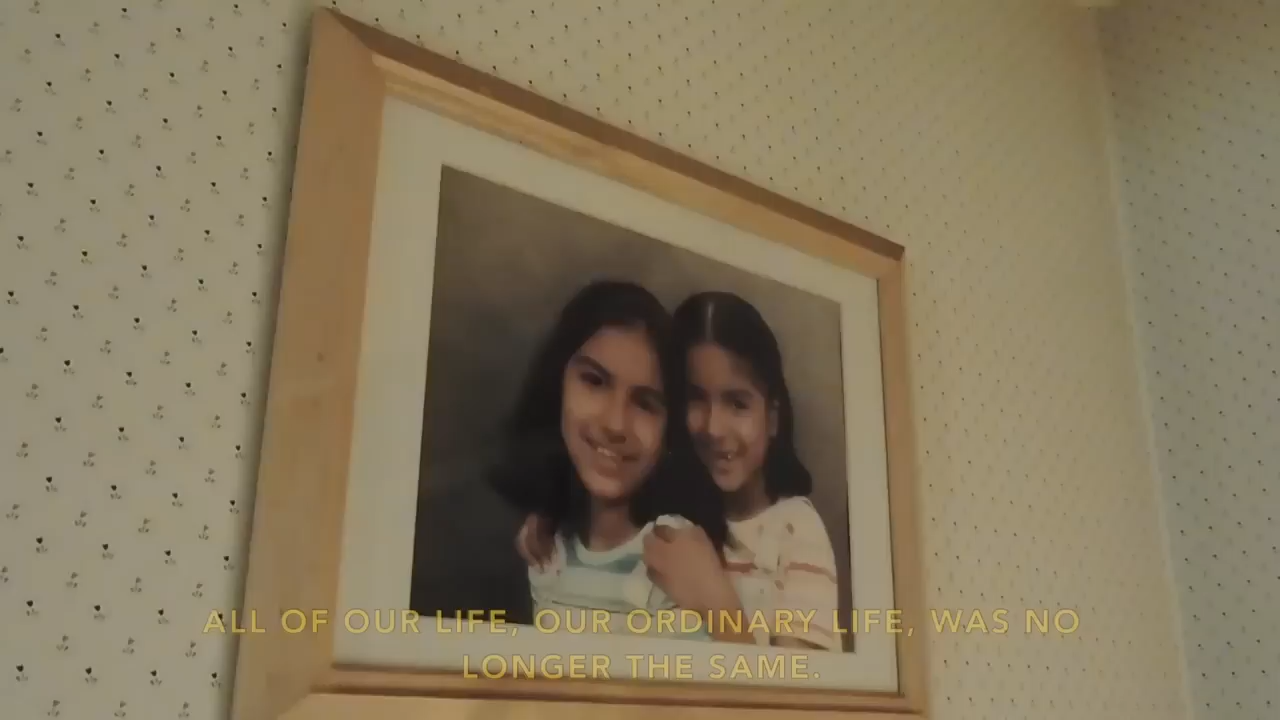 ALL OF OUR LIFE, OUR ORDINARY LIFE, WAS NO
LONGER THE SAME.